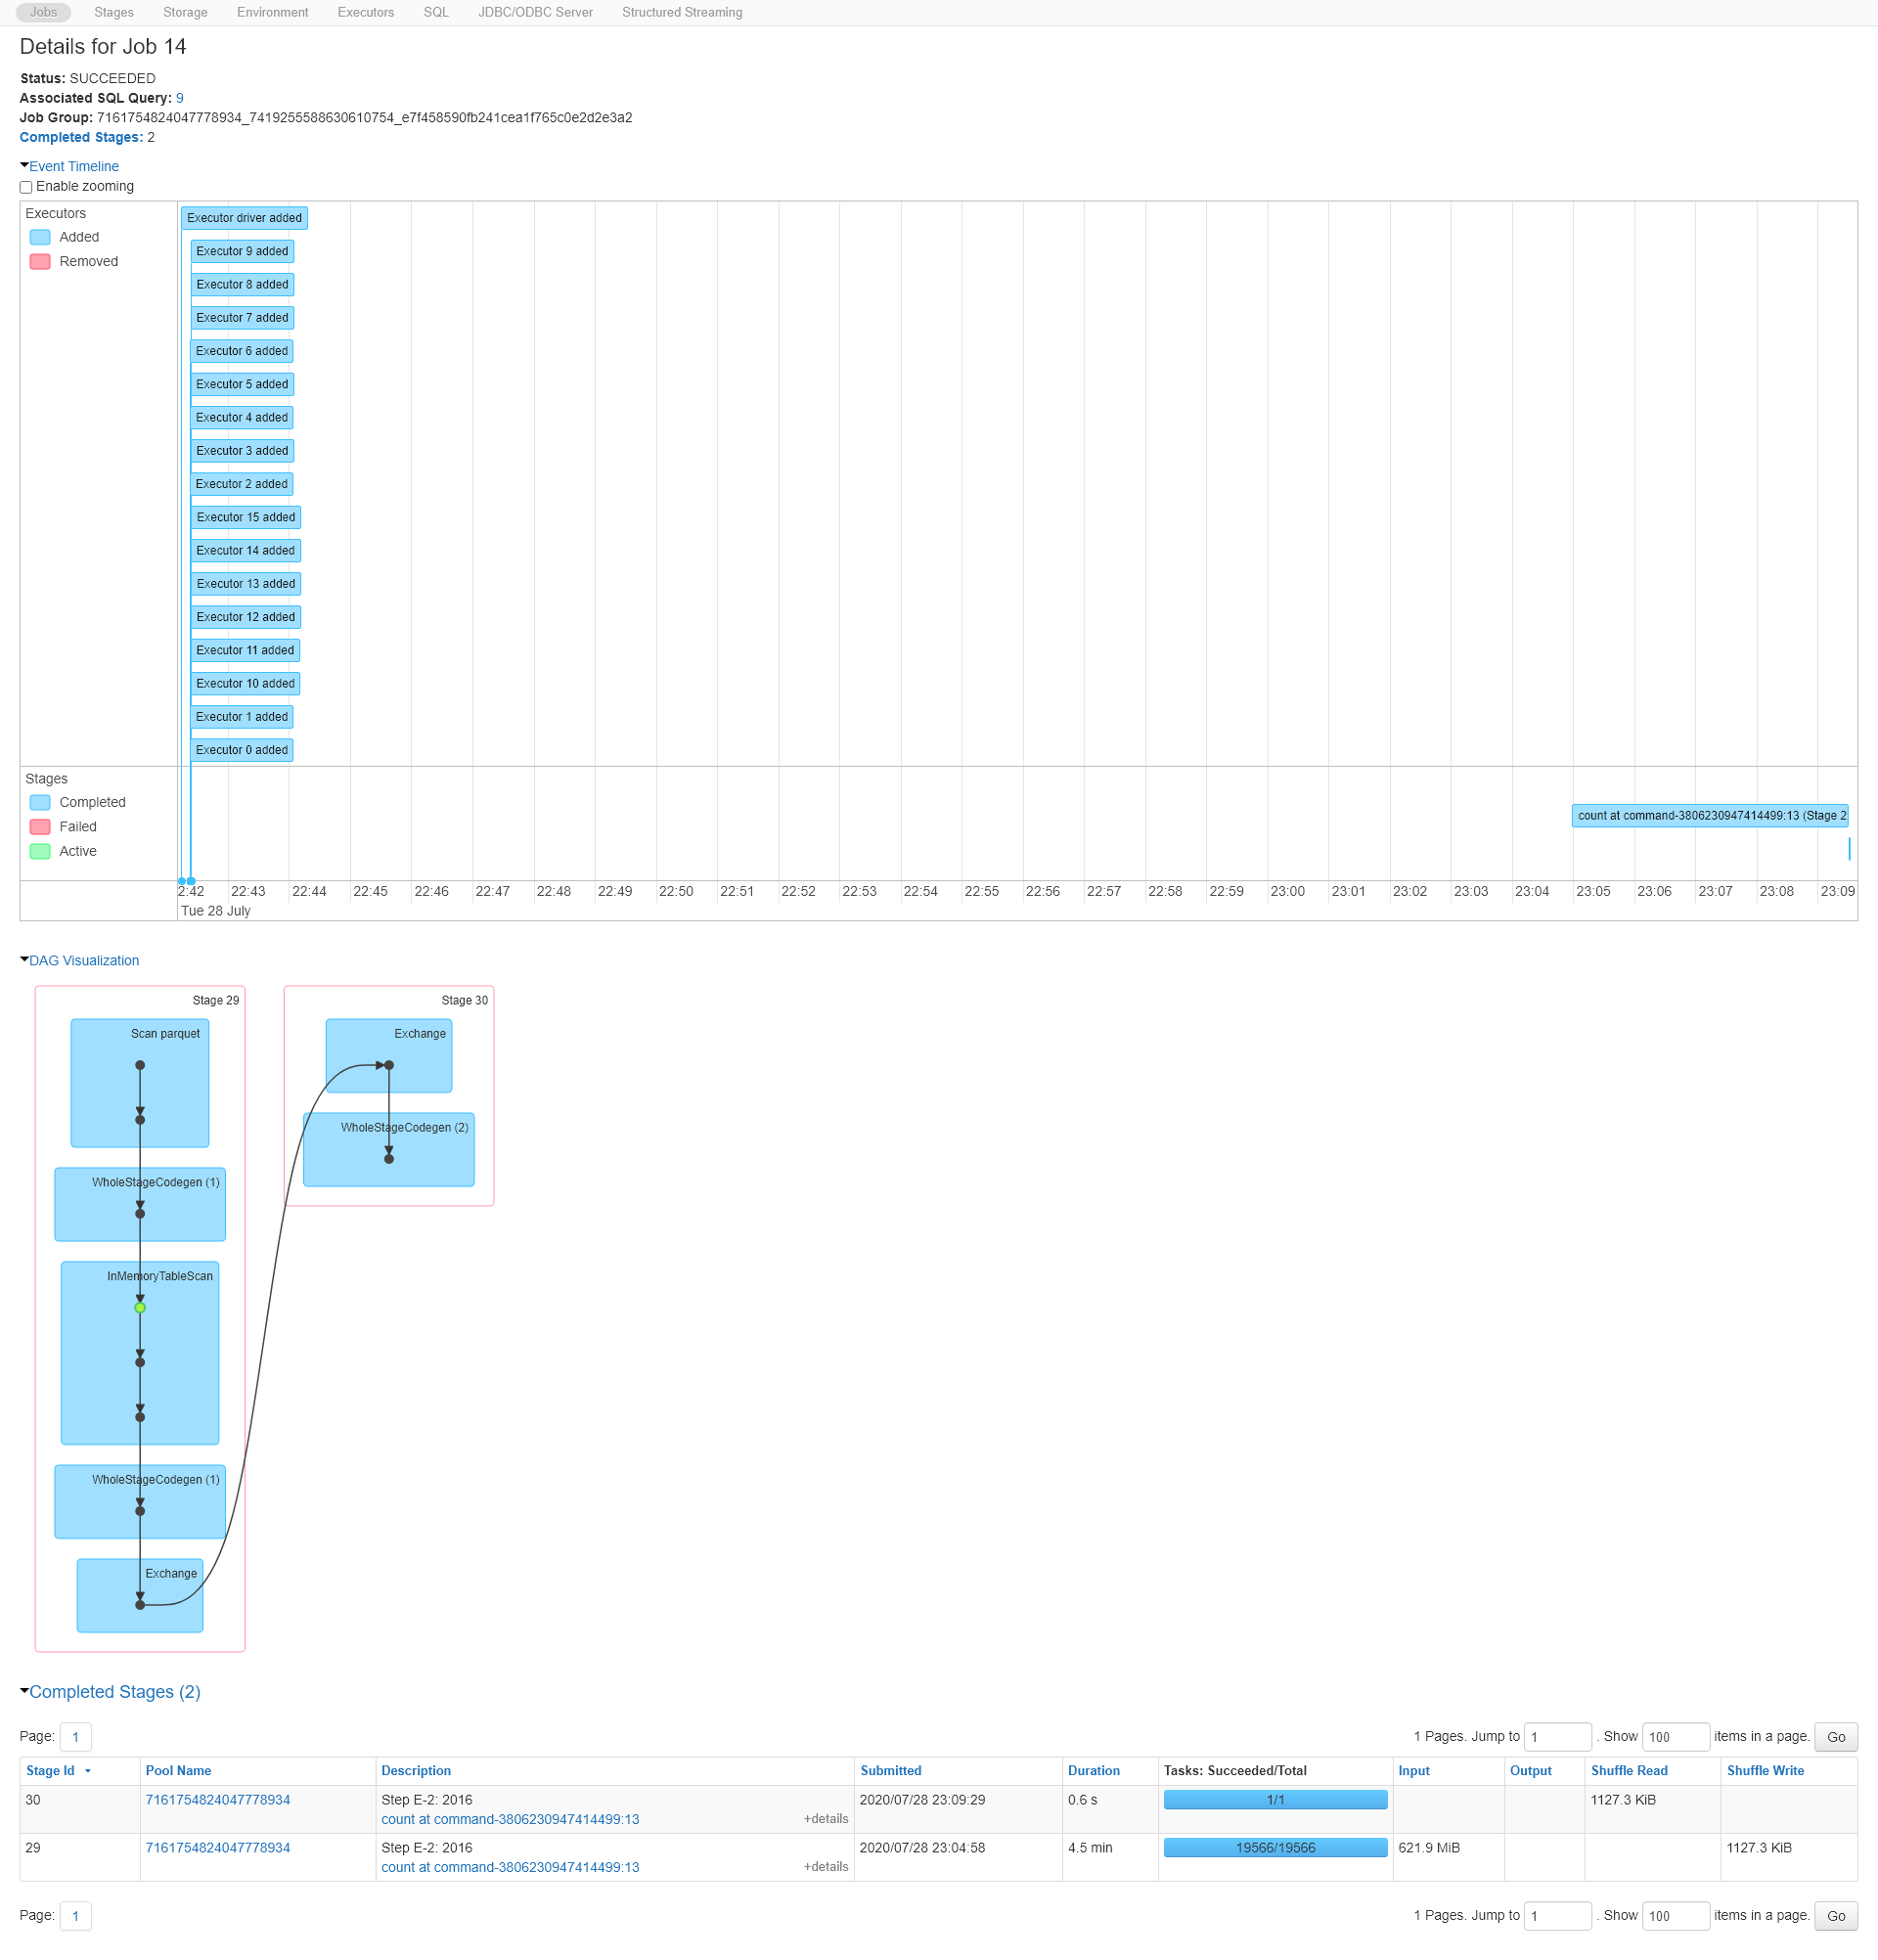 Jobs Stages Storage Environment Executors SQL JDBC/ODBC Server Structured Streaming
Details for Job 14
Status: SUCCEEDED
Associated SQL Query: 9
Job Group: 7161754824047778934_7419255588630610754_e7f458590fb241cea1f765c0e2d2e3a2
Completed Stages: 2
Event Timeline
Enable zooming
Executors
Added
Removed
Executor driver added
Executor 9 added
Executor 8 added
Executor 7 added
Executor 6 added
Executor 5 added
Executor 4 added
Executor 3 added
Executor 2 added
Executor 15 added
Executor 14 added
Executor 13 added
Executor 12 added
Executor 11 added
Executor 10 added
Executor 1 added
Executor 0 added
Stages
Completed
Failed
Active
count at command-3806230947414499:13 (Stage 2
2:42 22:43 22:44 22:45 22:46 22:47 22:48 22:49 22:50 22:51 22:52 22:53 22:54 22:55 22:56 22:57 22:58 22:59 23:00 23:01 23:02 23:03 23:04 23:05 23:06 23:07 23:08 23:09
Tue 28 July
DAG Visualization
Stage 29
Scan parquet
WholeStageCodegen (1)
InMemoryTableScan
WholeStageCodegen (1)
Exchange
Stage 30
Exchange
WholeStageCodegen (2)
Completed Stages (2)
Page: 1 1 Pages. Jump to 1 . Show 100 items in a page. Go
Stage Id Pool Name Description Submitted Duration Tasks: Succeeded/Total Input Output Shuffle Read Shuffle Write
30 7161754824047778934 Step E-2: 2016 2020/07/28 23:09:29 0.6 s 1/1 1127.3 KiB
count at command-3806230947414499:13 +details
29 7161754824047778934 Step E-2: 2016 2020/07/28 23:04:58 4.5 min 19566/19566 621.9 MiB 1127.3 KiB
count at command-3806230947414499:13 +details
Page: 1 1 Pages. Jump to 1 . Show 100 items in a page. Go